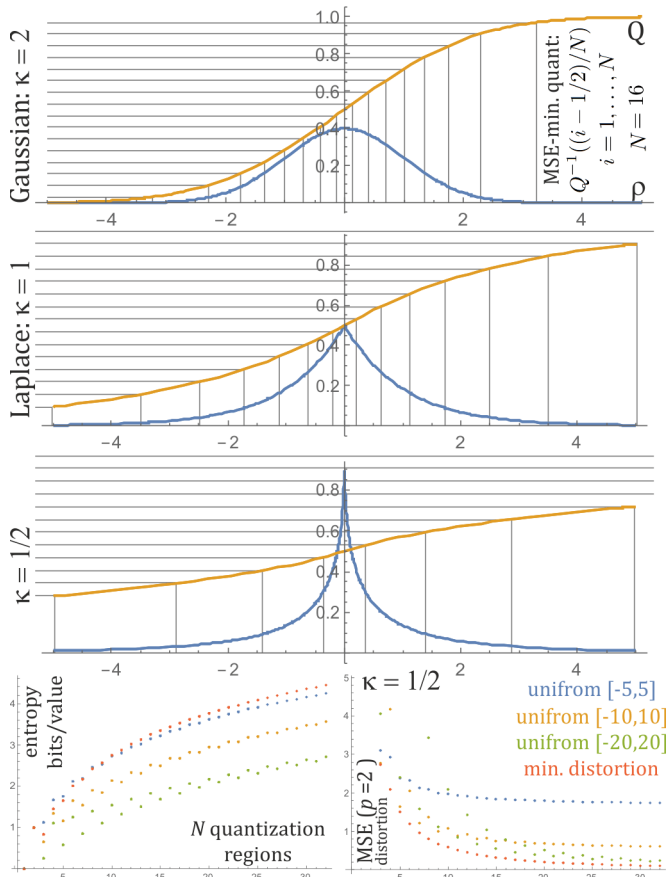 Gaussian: κ = 2
1.0
0.8
0.4
0.2
Q
ρ
MSE-min. quant:
Q⁻¹((i − 1/2)/N)
i = 1, . . . , N
N = 16
−4 −2 0 2 4
Laplace: κ = 1
0.8
0.6
0.4
0.2
−4 −2 0 2 4
κ = 1/2
0.8
0.6
0.4
0.2
−4 −2 0 2 4
entropy
bits/value
4
3
2
1
N quantization
regions
5 10 15 20 25 30
κ = 1/2
unifrom [-5,5]
unifrom [-10,10]
unifrom [-20,20]
min. distortion
MSE (p = 2)
distortion
5
4
3
2
1
5 10 15 20 25 30